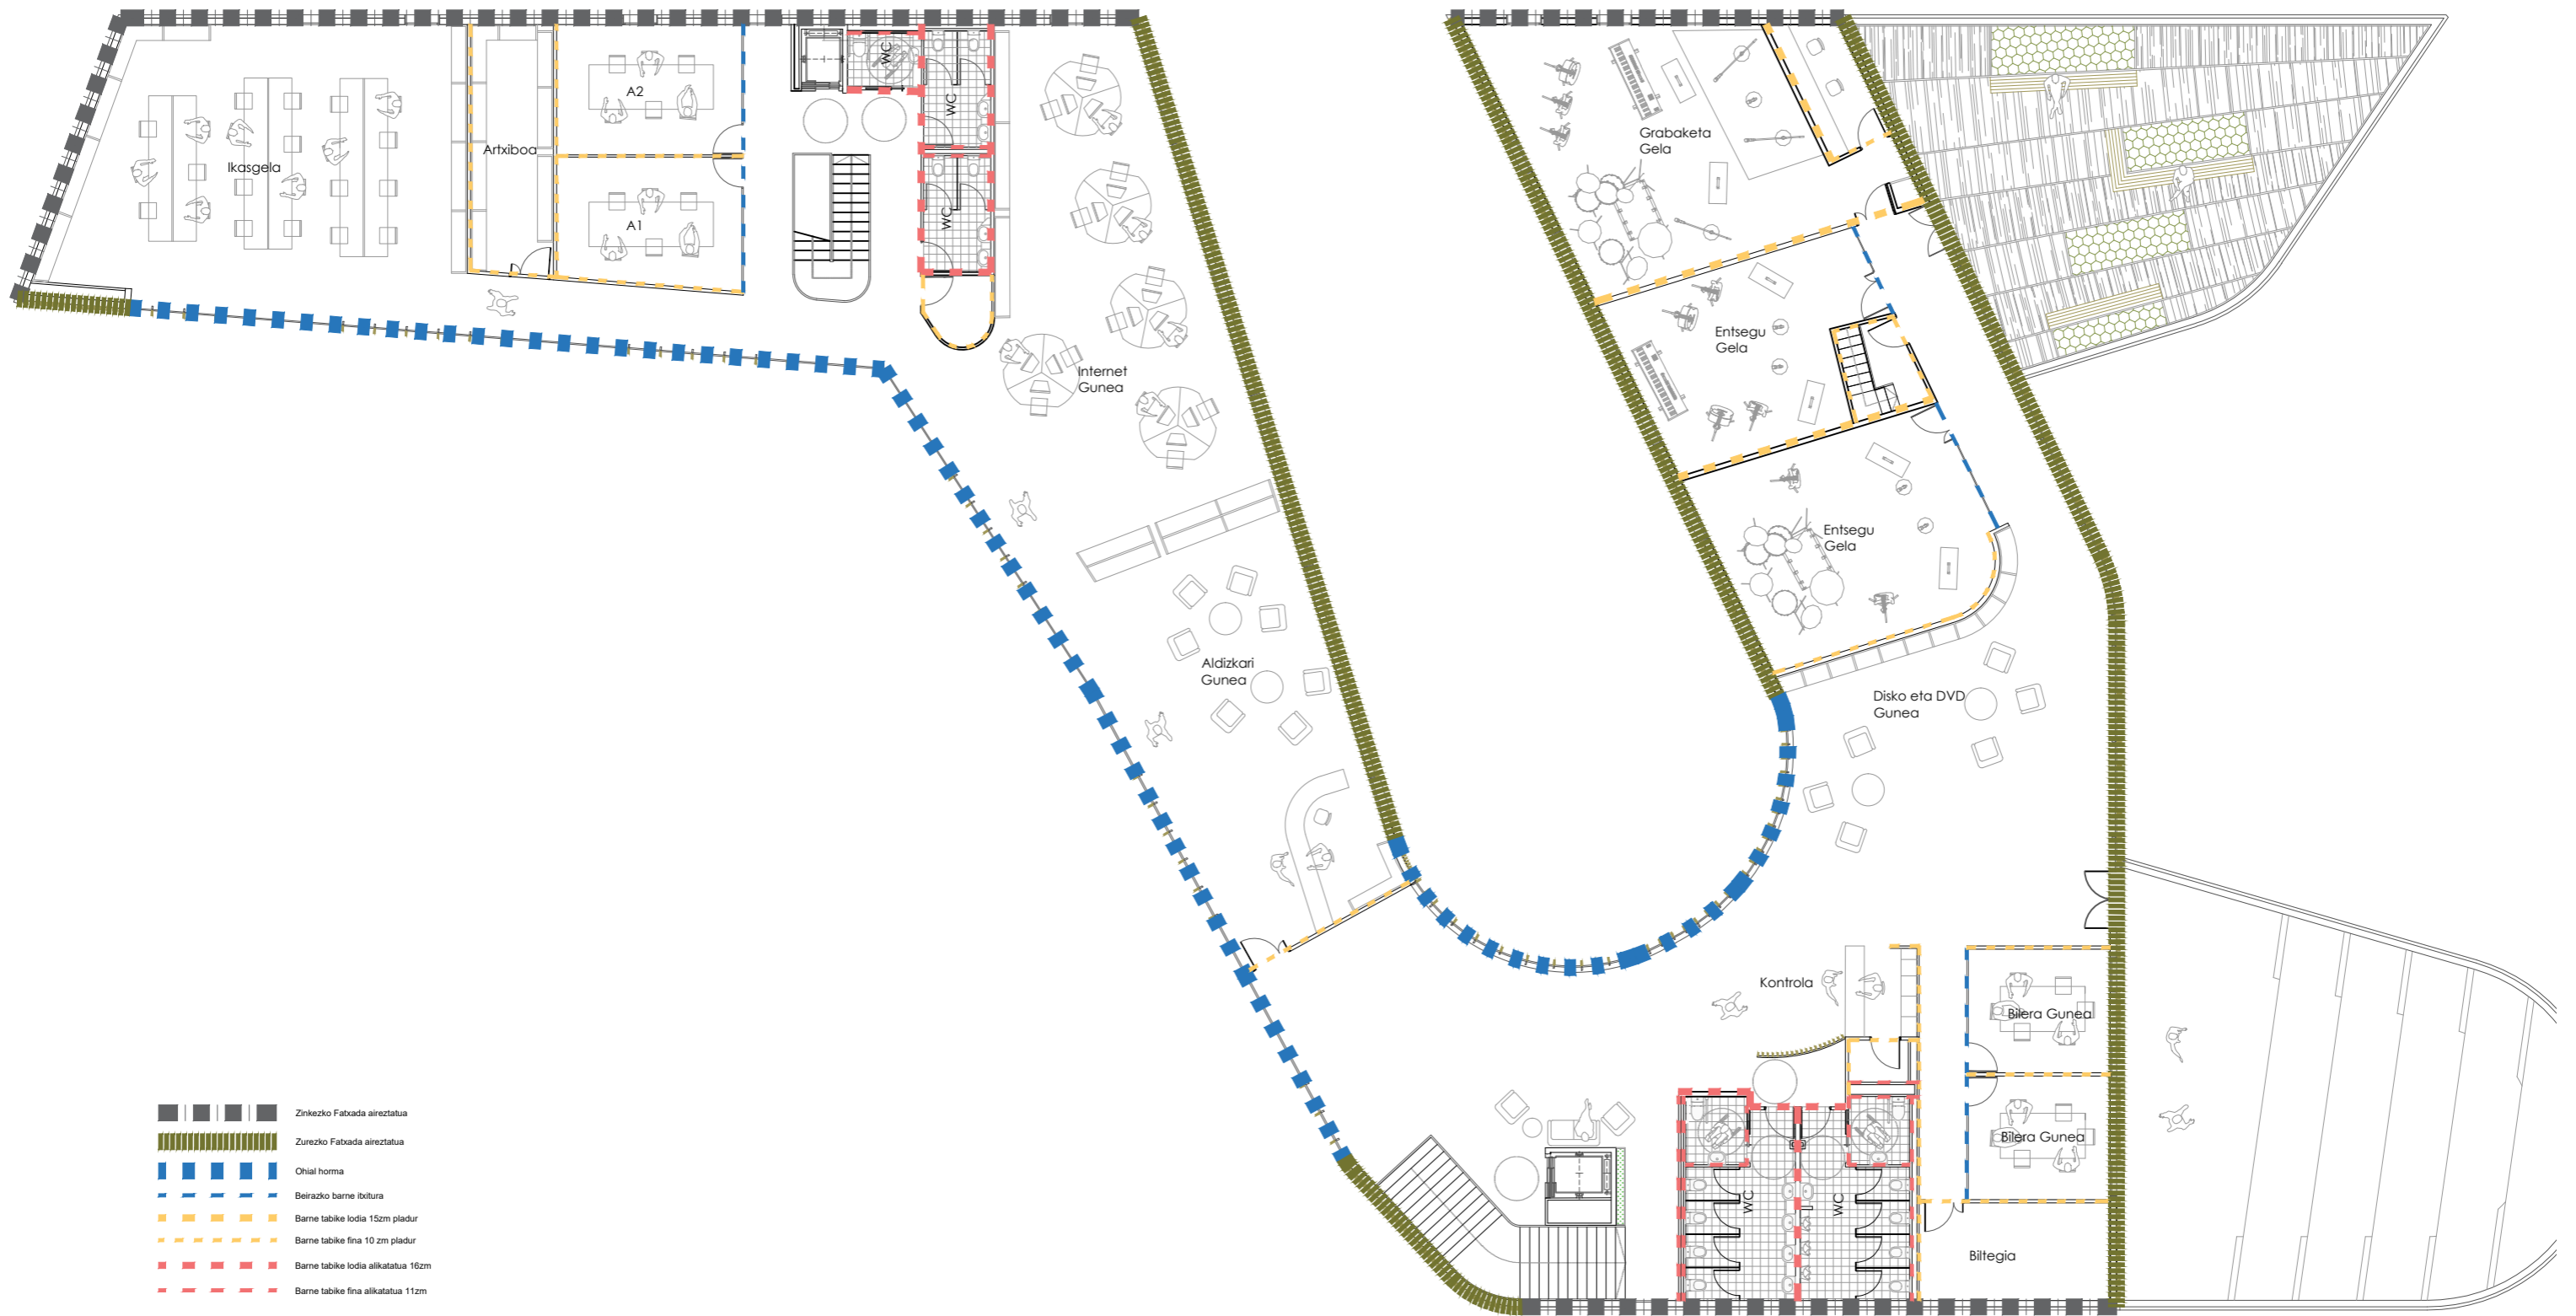 Ikasgela
Artxiboa
A2
A1
WC
WC
WC
Internet
Gunea
Aldizkari
Gunea
Grabaketa
Gela
Entsegu
Gela
Entsegu
Gela
Disko eta DVD
Gunea
Kontrola
Bilera Gunea
Bilera Gunea
WC
WC
Biltegia
Zinkezko Fatxada aireztatua
Zurezko Fatxada aireztatua
Ohial horma
Beirazko barne itxitura
Barne tabike lodia 15zm pladur
Barne tabike fina 10 zm pladur
Barne tabike lodia alikatatua 16zm
Barne tabike fina alikatatua 11zm